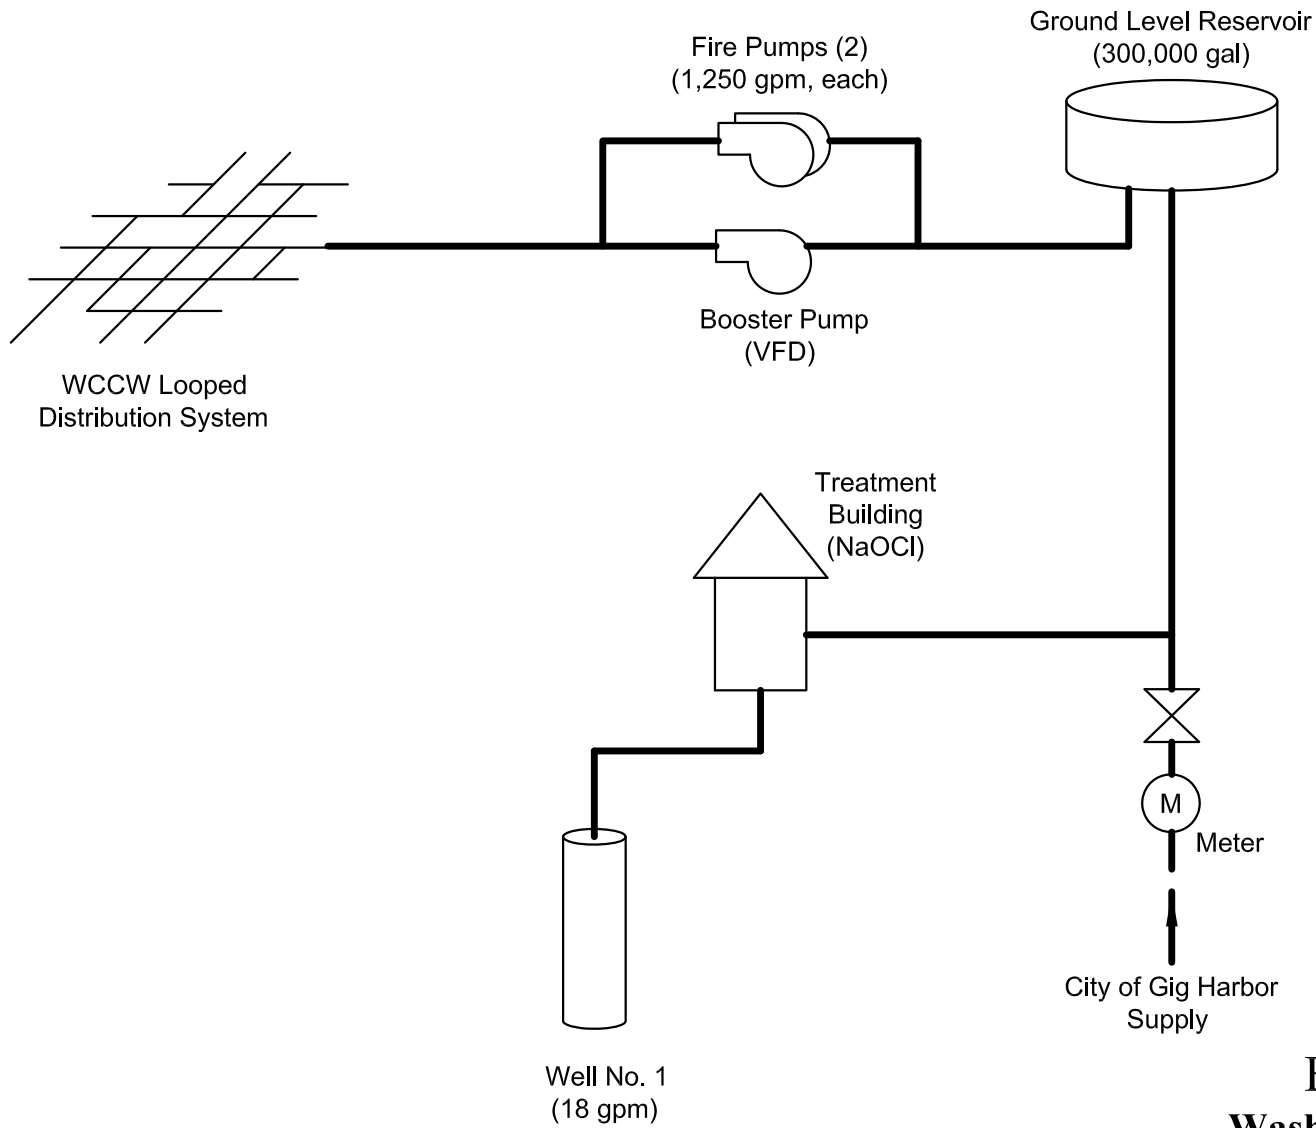 Ground Level Reservoir
(300,000 gal)
Fire Pumps (2)
(1,250 gpm, each)
Booster Pump
(VFD)
WCCW Looped
Distribution System
Treatment
Building
(NaOCl)
M
Meter
City of Gig Harbor
Supply
Well No. 1
(18 gpm)